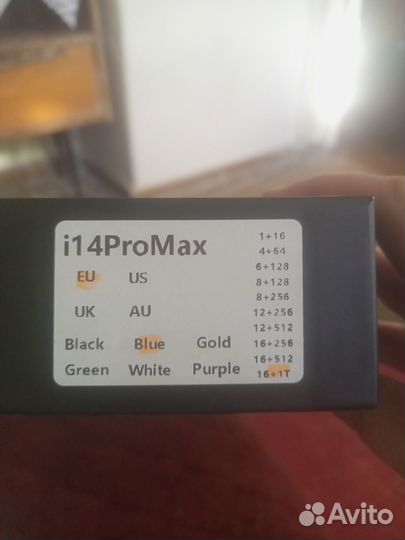 i14ProMax
EU US
UK AU
Black Blue Gold
Green White Purple
1+16
4+64
6+128
8+128
8+256
12+256
12+512
16+256
16+512
16+1T
Avito